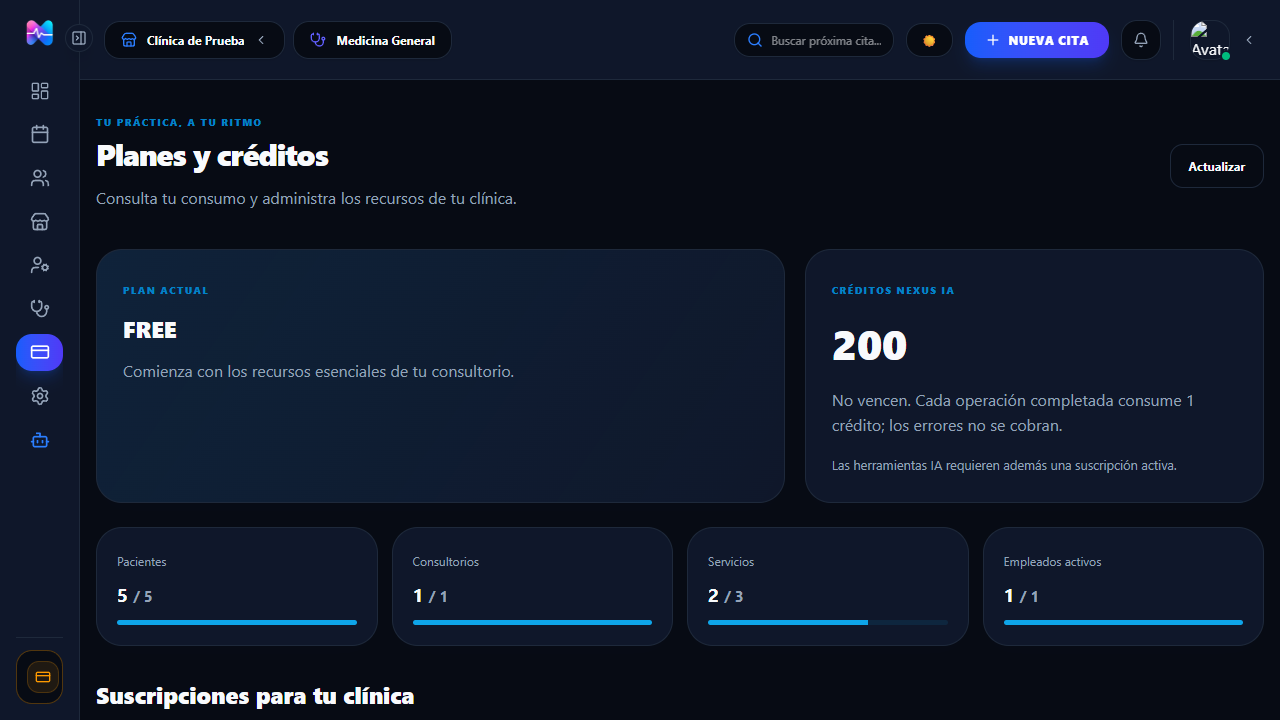 Clínica de Prueba
Medicina General
Buscar próxima cita...
NUEVA CITA
Avata
TU PRÁCTICA, A TU RITMO
Planes y créditos
Consulta tu consumo y administra los recursos de tu clínica.
Actualizar
PLAN ACTUAL
FREE
Comienza con los recursos esenciales de tu consultorio.
CRÉDITOS NEXUS IA
200
No vencen. Cada operación completada consume 1
crédito; los errores no se cobran.
Las herramientas IA requieren además una suscripción activa.
Pacientes
5 / 5
Consultorios
1 / 1
Servicios
2 / 3
Empleados activos
1 / 1
Suscripciones para tu clínica